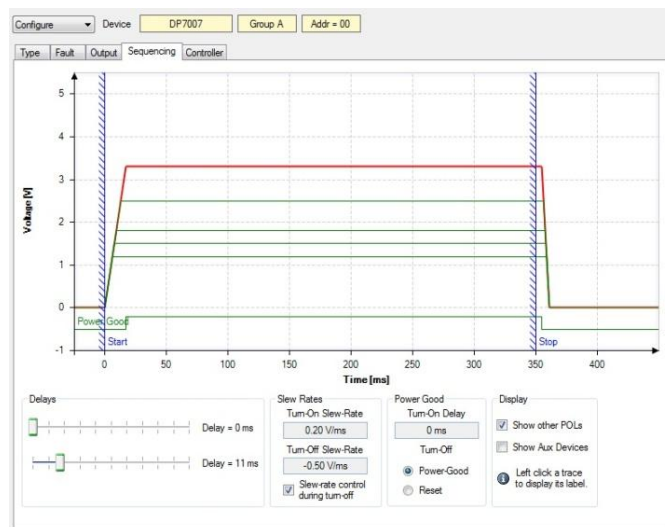 Configure Device DP7007 Group A Addr = 00
Type Fault Output Sequencing Controller
5
4
3
2
1
0
-1
Voltage [V]
Power Good
Start
Stop
0 50 100 150 200 250 300 350 400
Time [ms]
Delays
Delay = 0 ms
Delay = 11 ms
Slew Rates
Turn-On Slew-Rate
0.20 V/ms
Turn-Off Slew-Rate
-0.50 V/ms
Slew-rate control
during turn-off
Power Good
Turn-On Delay
0 ms
Turn-Off
Power-Good
Reset
Display
Show other POLs
Show Aux Devices
Left click a trace
to display its label.